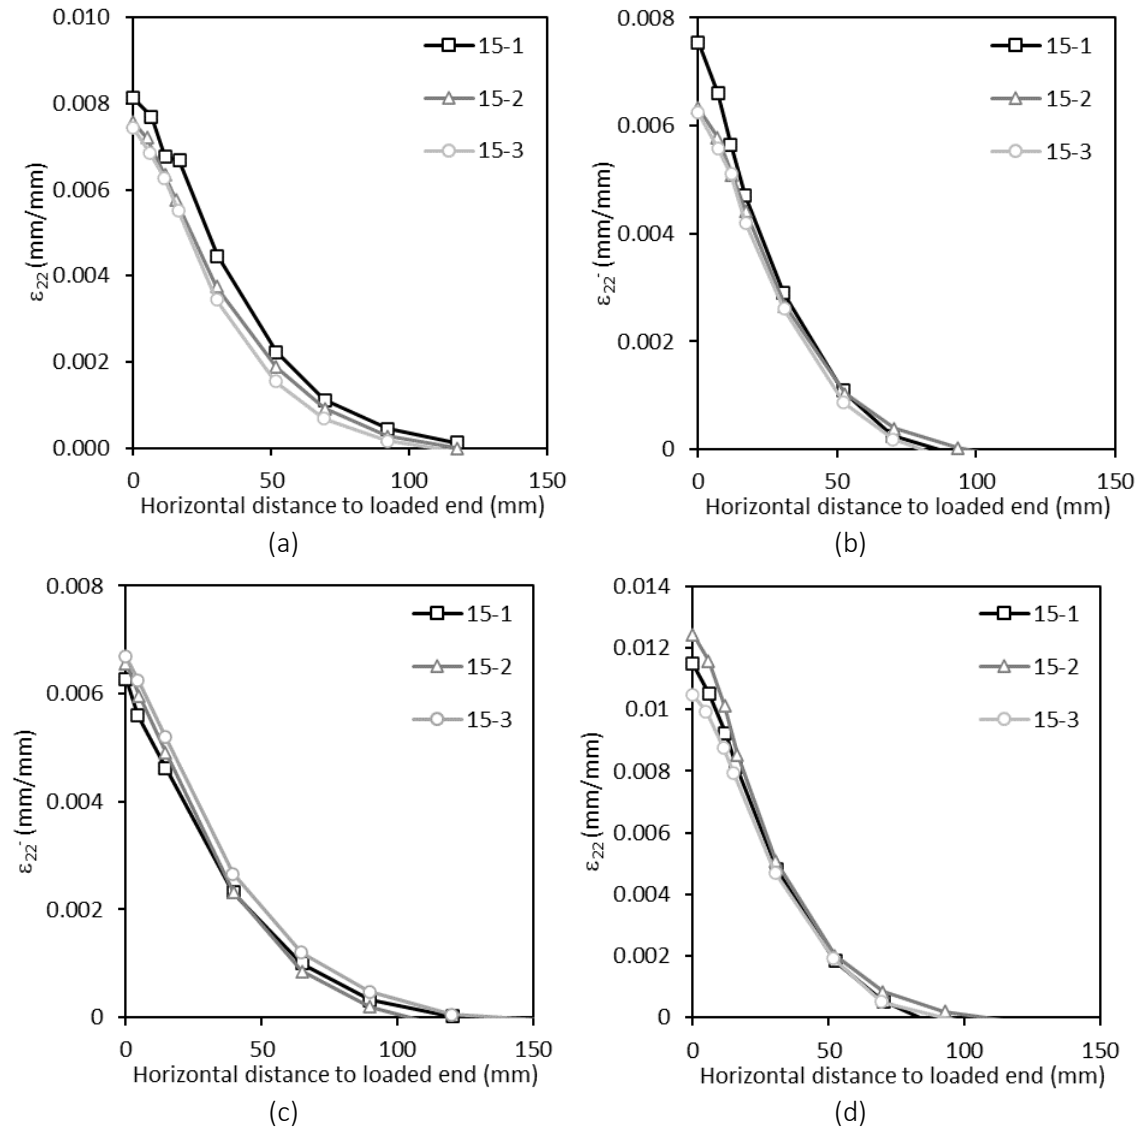 0.010
0.008
0.006
0.004
0.002
0.000
ε22 (mm/mm)
15-1
15-2
15-3
0 50 100 150
Horizontal distance to loaded end (mm)
(a)
0.008
0.006
0.004
0.002
0
ε22- (mm/mm)
15-1
15-2
15-3
0 50 100 150
Horizontal distance to loaded end (mm)
(b)
0.008
0.006
0.004
0.002
0
ε22- (mm/mm)
15-1
15-2
15-3
0 50 100 150
Horizontal distance to loaded end (mm)
(c)
0.014
0.012
0.01
0.008
0.006
0.004
0.002
0
ε22 (mm/mm)
15-1
15-2
15-3
0 50 100 150
Horizontal distance to loaded end (mm)
(d)